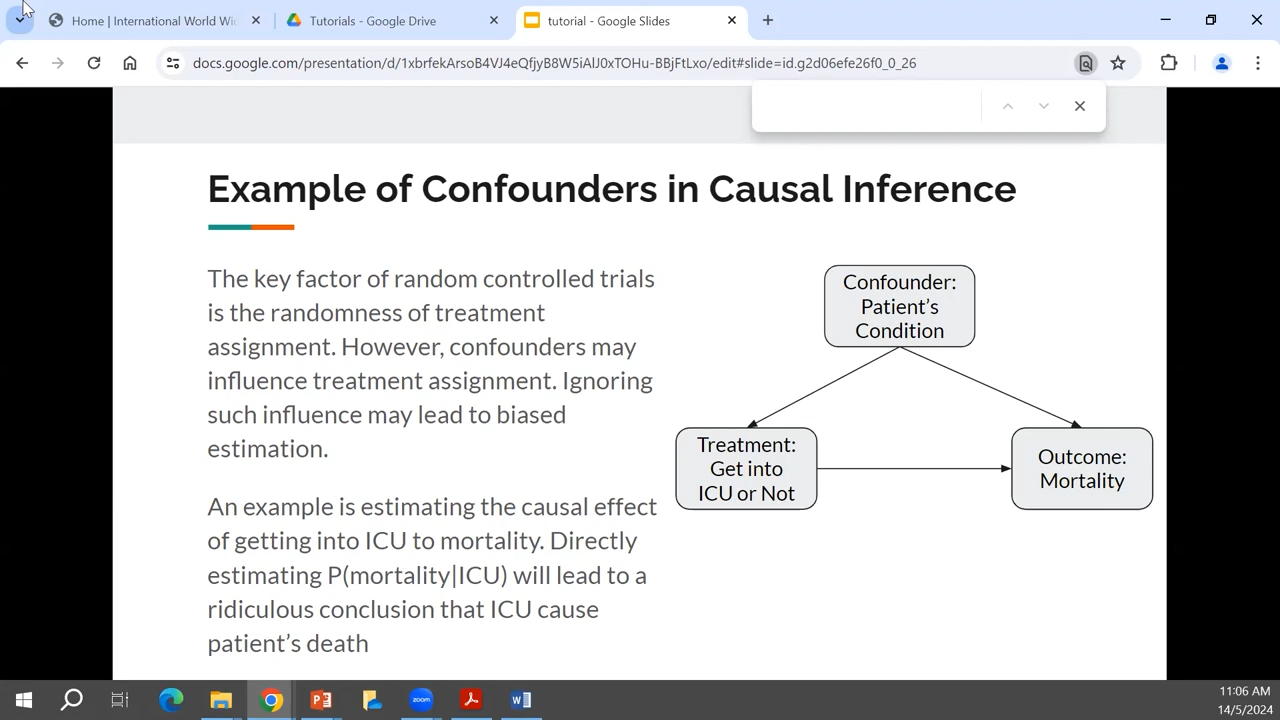 Home | International World Wi
Tutorials - Google Drive
tutorial - Google Slides
docs.google.com/presentation/d/1xbrfekArsoB4VJ4eQfjyB8W5iAlJ0xTOHu-BBjFtLxo/edit#slide=id.g2d06efe26f0_0_26
Example of Confounders in Causal Inference
The key factor of random controlled trials
is the randomness of treatment
assignment. However, confounders may
influence treatment assignment. Ignoring
such influence may lead to biased
estimation.
An example is estimating the causal effect
of getting into ICU to mortality. Directly
estimating P(mortality|ICU) will lead to a
ridiculous conclusion that ICU cause
patient's death
Confounder:
Patient's
Condition
Treatment:
Get into
ICU or Not
Outcome:
Mortality
zoom
11:06 AM
14/5/2024